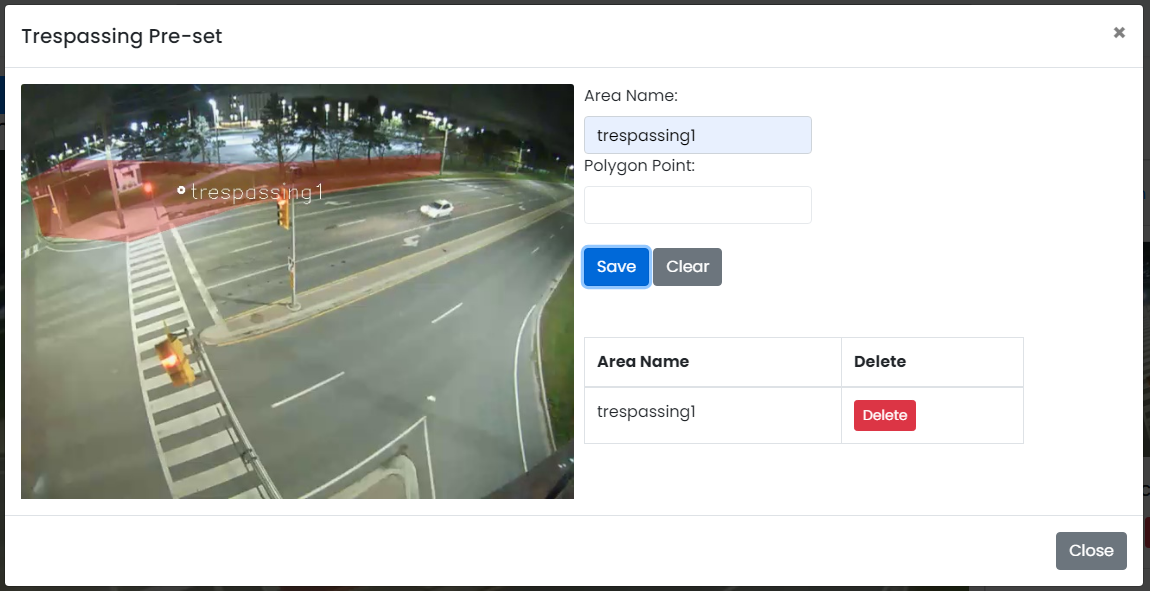 Trespassing Pre-set
×
trespassing1
Area Name:
trespassing1
Polygon Point:
Save
Clear
Area Name
Delete
trespassing1
Delete
Close